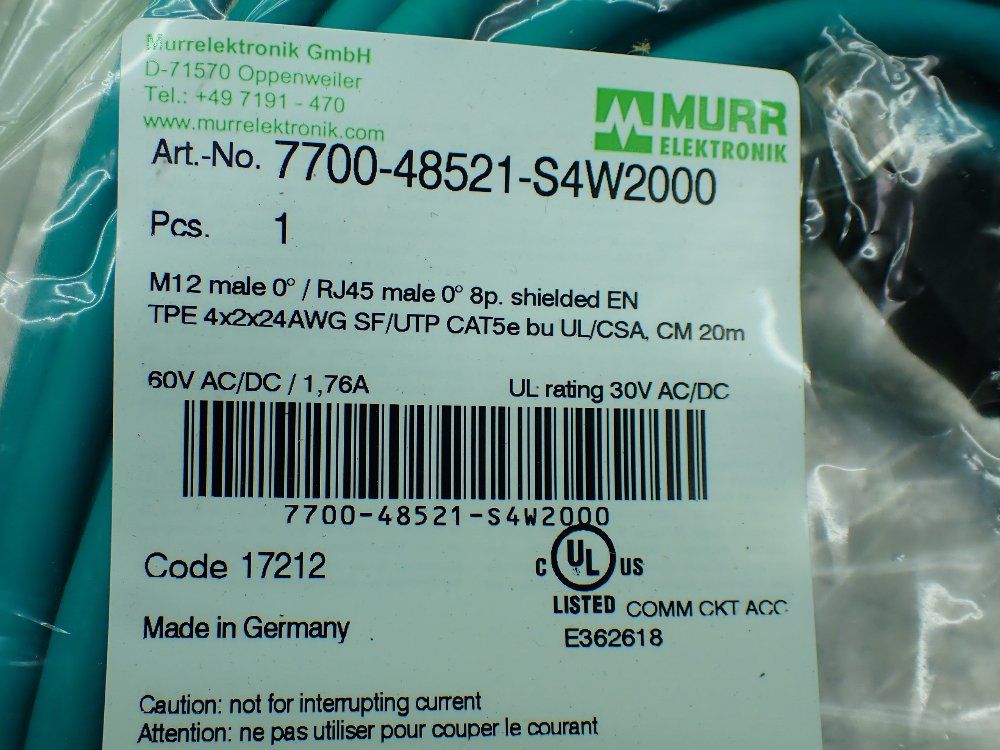 Murrelektronik GmbH
D-71570 Oppenweiler
Tel.: +49 7191 - 470
www.murrelektronik.com
MURR
ELEKTRONIK
Art.-No. 7700-48521-S4W2000
Pcs. 1
M12 male 0° / RJ45 male 0° 8p. shielded EN
TPE 4x2x24AWG SF/UTP CAT5e bu UL/CSA, CM 20m
60V AC/DC / 1,76A UL rating 30V AC/DC
7700-48521-S4W2000
Code 17212
C UL US
LISTED COMM CKT ACC
E362618
Made in Germany
Caution: not for interrupting current
Attention: ne pas utiliser pour couper le courant